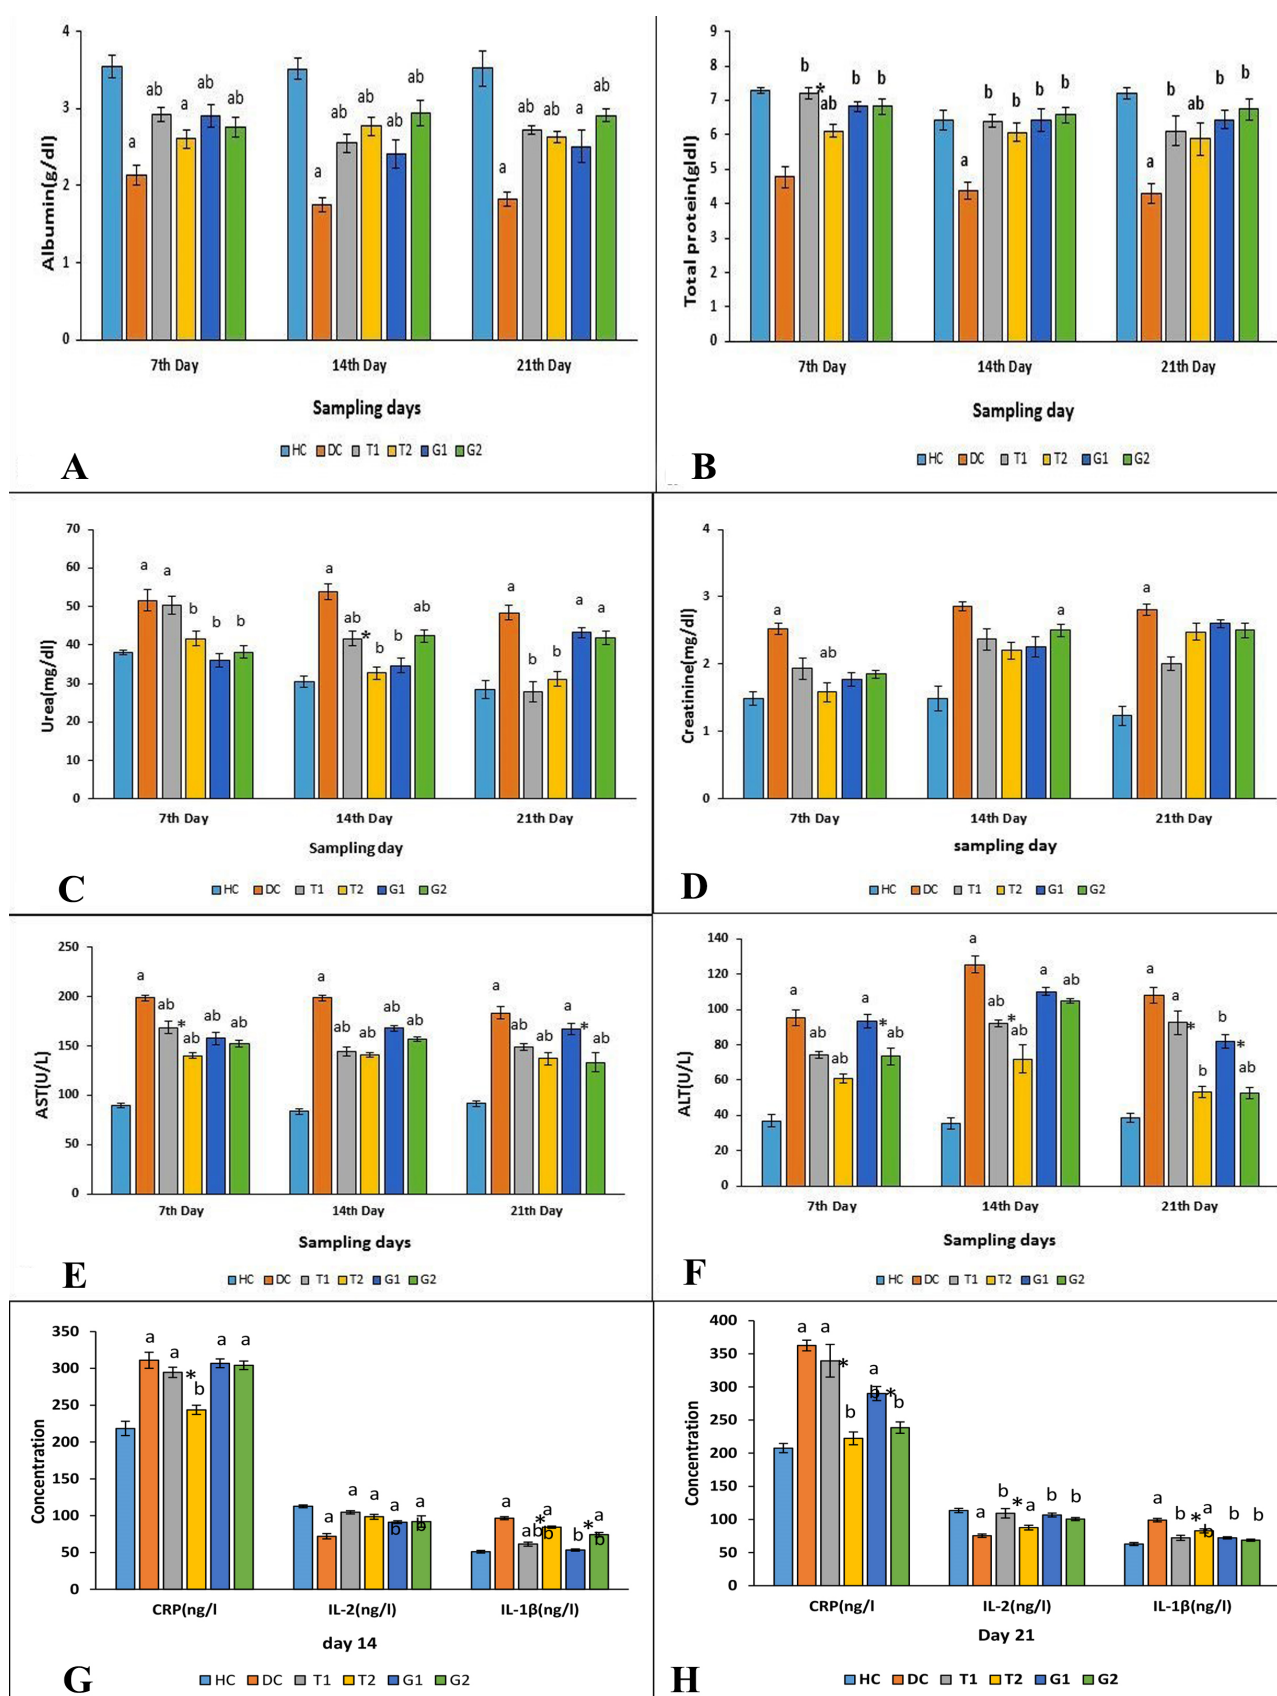 4
3
2
1
0
Albumin(g/dl)
a ab a ab ab
a ab ab ab ab
a ab ab a ab
7th Day 14th Day 21th Day
Sampling days
HC DC T1 T2 G1 G2
A
9
8
7
6
5
4
3
2
1
0
Total protein(gldl)
b * ab b b
a b b b b
a b ab b b
7th Day 14th Day 21th Day
Sampling day
HC DC T1 T2 G1 G2
B
70
60
50
40
30
20
10
0
Urea(mg/dl)
a a b b b
a ab * b b ab
a b b a a
7th Day 14th Day 21th Day
Sampling day
HC DC T1 T2 G1 G2
C
4
3
2
1
0
Creatinine(mg/dl)
a ab
a
a
7th Day 14th Day 21th Day
sampling day
HC DC T1 T2 G1 G2
D
250
200
150
100
50
0
AST(U/L)
a ab * ab ab ab
a ab ab ab ab
a ab ab a * ab
7th Day 14th Day 21th Day
Sampling days
HC DC T1 T2 G1 G2
E
140
120
100
80
60
40
20
0
ALT(U/L)
a ab ab a * ab
a ab * ab a ab
a a * b b * ab
7th Day 14th Day 21th Day
Sampling days
HC DC T1 T2 G1 G2
F
350
300
250
200
150
100
50
0
Concentration
a a * b a a
a a a a b a b
a ab * a b b * a b
CRP(ng/l IL-2(ng/l) IL-1β(ng/l)
day 14
HC DC T1 T2 G1 G2
G
400
350
300
250
200
150
100
50
0
Concentration
a a * b a b * b
a b * a b b
a b * a b b b
CRP(ng/l IL-2(ng/l) IL-1β(ng/l)
Day 21
HC DC T1 T2 G1 G2
H